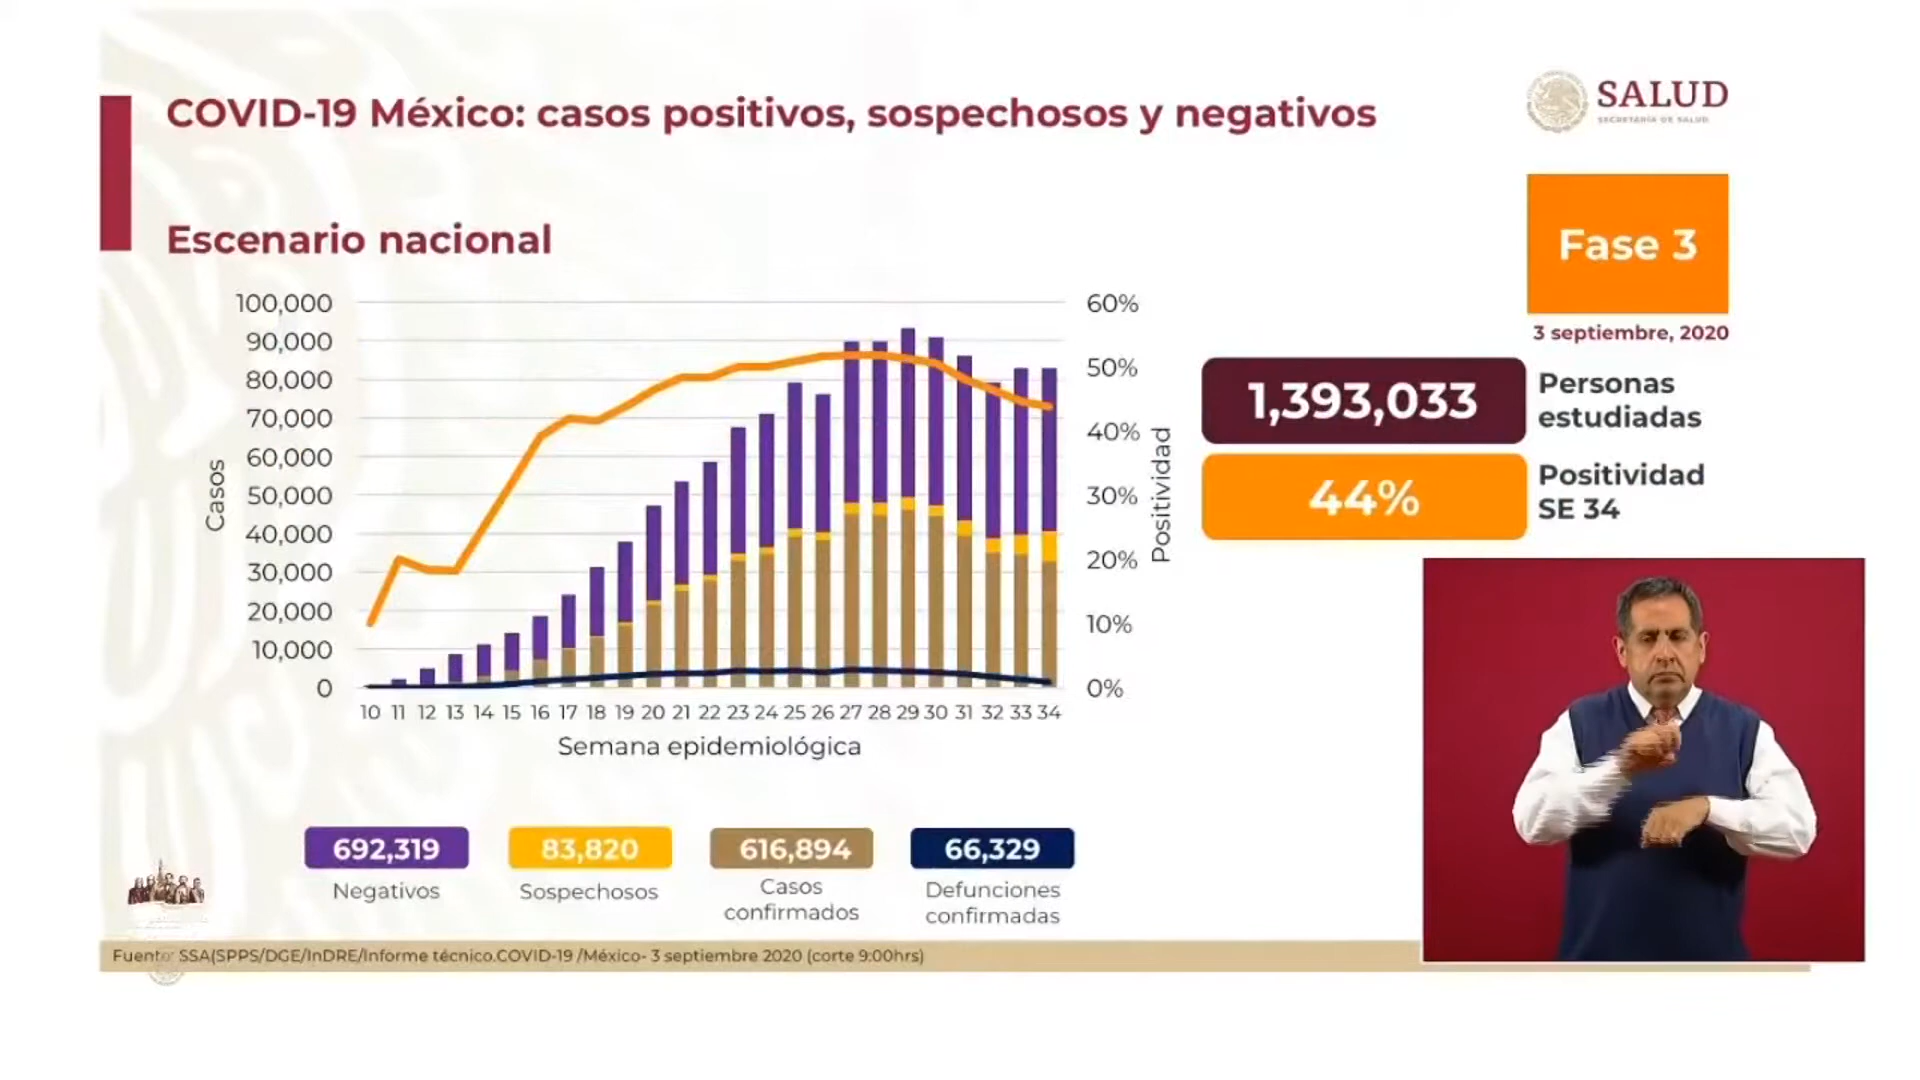 COVID-19 México: casos positivos, sospechosos y negativos
SALUD
SECRETARÍA DE SALUD
Escenario nacional
Fase 3
3 septiembre, 2020
100,000
90,000
80,000
70,000
60,000
50,000
40,000
30,000
20,000
10,000
0
Casos
60%
50%
40%
30%
20%
10%
0%
Positividad
10 11 12 13 14 15 16 17 18 19 20 21 22 23 24 25 26 27 28 29 30 31 32 33 34
Semana epidemiológica
1,393,033
Personas
estudiadas
44%
Positividad
SE 34
692,319
Negativos
83,820
Sospechosos
616,894
Casos
confirmados
66,329
Defunciones
confirmadas
Fuente: SSA(SPPS/DGE/InDRE/Informe técnico.COVID-19 /México- 3 septiembre 2020 (corte 9:00hrs)